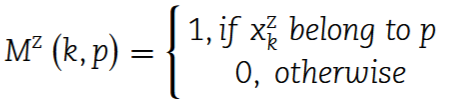 M^z (k, p) = { 1, if x_k^z belong to p
0, otherwise